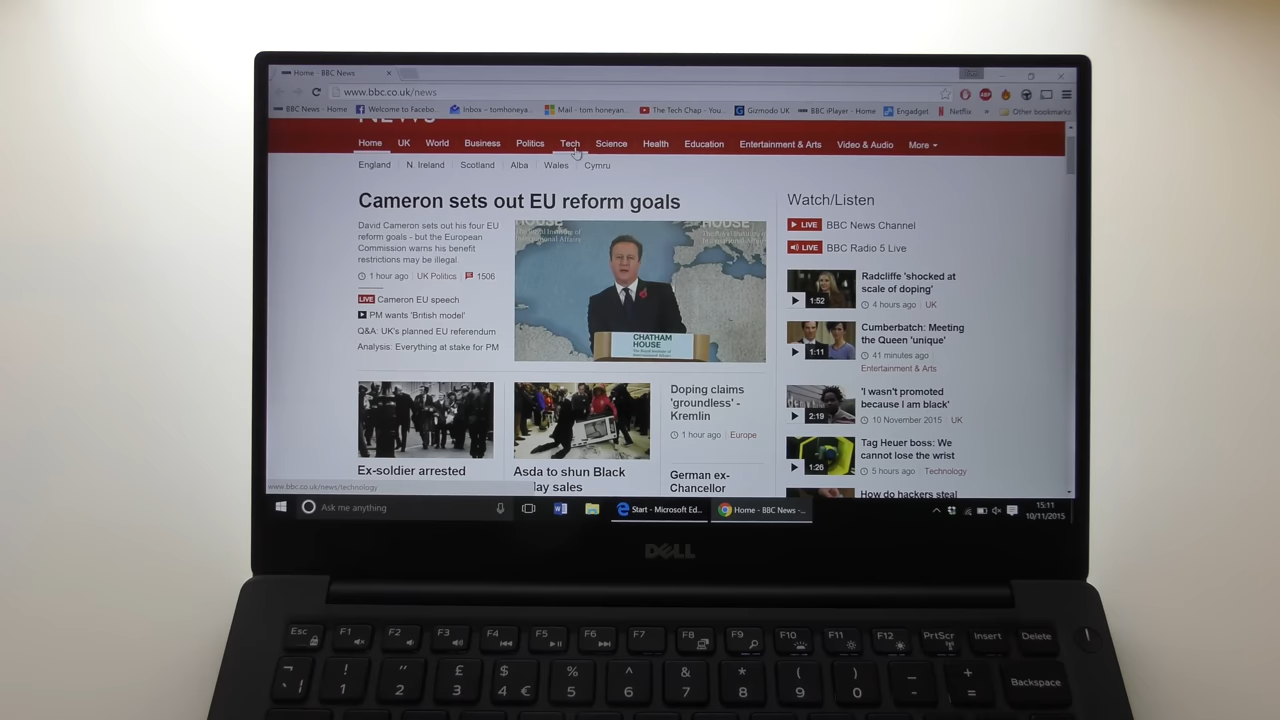 Home - BBC News
www.bbc.co.uk/news
BBC News - Home
Welcome to Facebo...
Inbox - tomhoneya...
Mail - tom honeyan...
The Tech Chap - You...
Gizmodo UK
BBC iPlayer - Home
Engadget
Netflix
»
Other bookmarks
NEWS
Home UK World Business Politics Tech Science Health Education Entertainment & Arts Video & Audio More
England N. Ireland Scotland Alba Wales Cymru
Cameron sets out EU reform goals
David Cameron sets out his four EU
reform goals - but the European
Commission warns his benefit
restrictions may be illegal.
1 hour ago UK Politics 1506
LIVE Cameron EU speech
PM wants 'British model'
Q&A: UK's planned EU referendum
Analysis: Everything at stake for PM
HOUSE
HOUSE
CHATHAM
HOUSE
Ex-soldier arrested
Asda to shun Black
day sales
Doping claims
'groundless' -
Kremlin
1 hour ago Europe
German ex-
Chancellor
Watch/Listen
LIVE BBC News Channel
LIVE BBC Radio 5 Live
1:52
Radcliffe 'shocked at
scale of doping'
4 hours ago UK
1:11
Cumberbatch: Meeting
the Queen 'unique'
41 minutes ago
Entertainment & Arts
2:19
'I wasn't promoted
because I am black'
10 November 2015 UK
1:26
Tag Heuer boss: We
cannot lose the wrist
5 hours ago Technology
How do hackers steal
www.bbc.co.uk/news/technology
Ask me anything
Start - Microsoft Ed...
Home - BBC News -...
15:11
10/11/2015
DELL
Esc F1 F2 F3 F4 F5 F6 F7 F8 F9 F10 F11 F12 PrtScr Insert Delete
¬ ! " £ $ % ^ & * ( ) _ +
` ¦ 1 2 3 4 € 5 6 7 8 9 0 - = Backspace